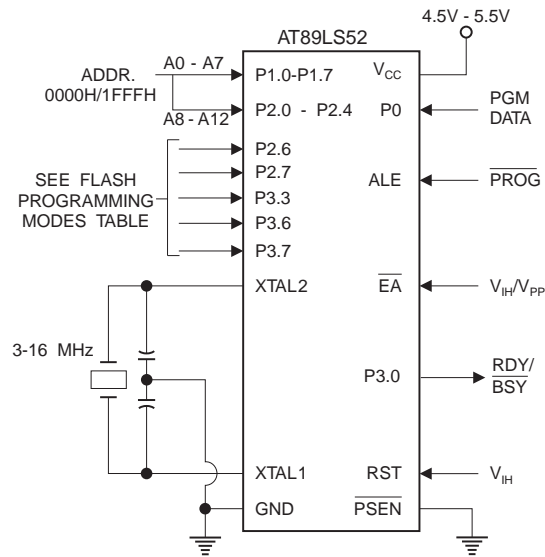 4.5V - 5.5V
AT89LS52
ADDR.
0000H/1FFFH
A0 - A7
A8 - A12
P1.0-P1.7
P2.0 - P2.4
P2.6
P2.7
P3.3
P3.6
P3.7
SEE FLASH
PROGRAMMING
MODES TABLE
XTAL2
3-16 MHz
XTAL1
GND
VCC
P0
PGM
DATA
ALE
PROG
EA
VIH/VPP
P3.0
RDY/
BSY
RST
VIH
PSEN